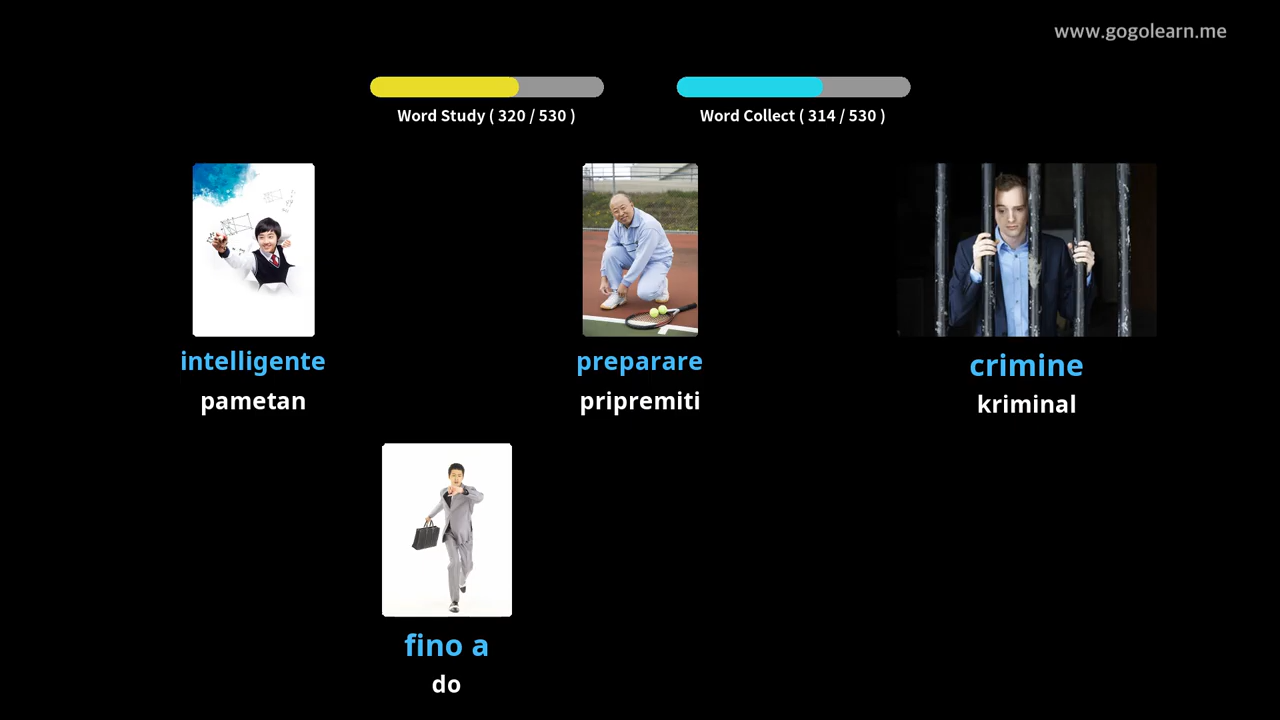 www.gogolearn.me
Word Study ( 320 / 530 )
Word Collect ( 314 / 530 )
intelligente
pametan
preparare
pripremiti
crimine
kriminal
fino a
do